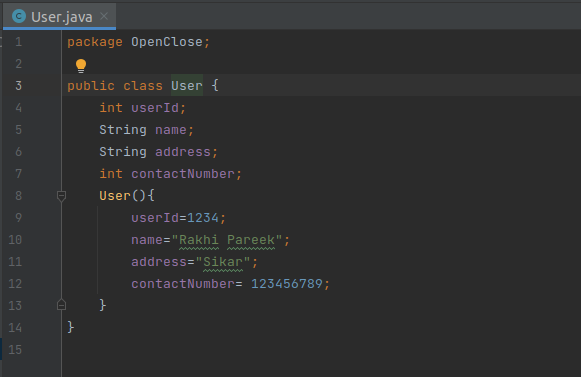 User.java
1 package OpenClose;
2
3 public class User {
4     int userId;
5     String name;
6     String address;
7     int contactNumber;
8     User(){
9         userId=1234;
10         name="Rakhi Pareek";
11         address="Sikar";
12         contactNumber= 123456789;
13     }
14 }
15